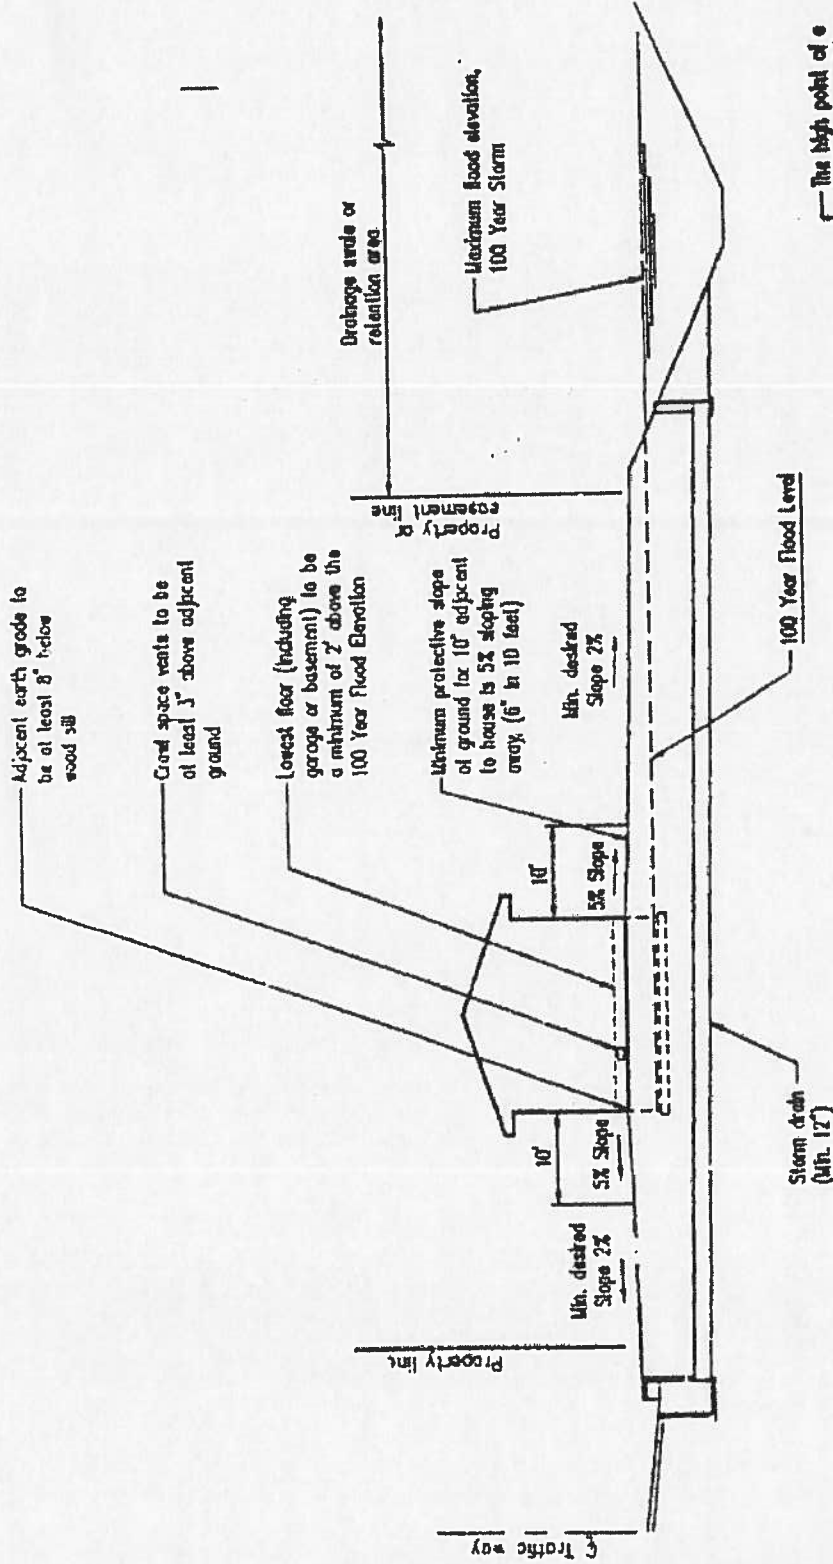 Adjacent earth grade to
be at least 8" below
wood sill
Crawl space vents to be
at least 3" above adjacent
ground
Lowest floor (including
garage or basement) to be
a minimum of 2' above the
100 Year Flood Elevation
Minimum protective slope
of ground for 10' adjacent
to house is 5% sloping
away, (6" in 10 feet)
Drainage swale or
retention area
Maximum flood elevation,
100 Year Storm
Property or
easement line
Min. desired
Slope 2%
10'
5% Slope
10'
5% Slope
Min. desired
Slope 2%
Property line
℄ Traffic way
100 Year Flood Level
Storm drain
(Min. 12")
The high point of a